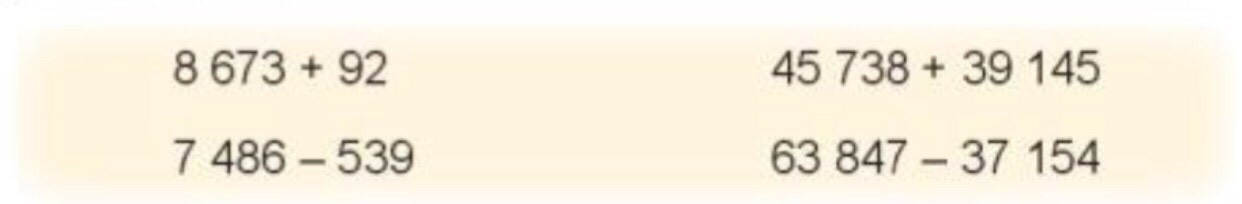 8 673 + 92 45 738 + 39 145
7 486 – 539 63 847 – 37 154